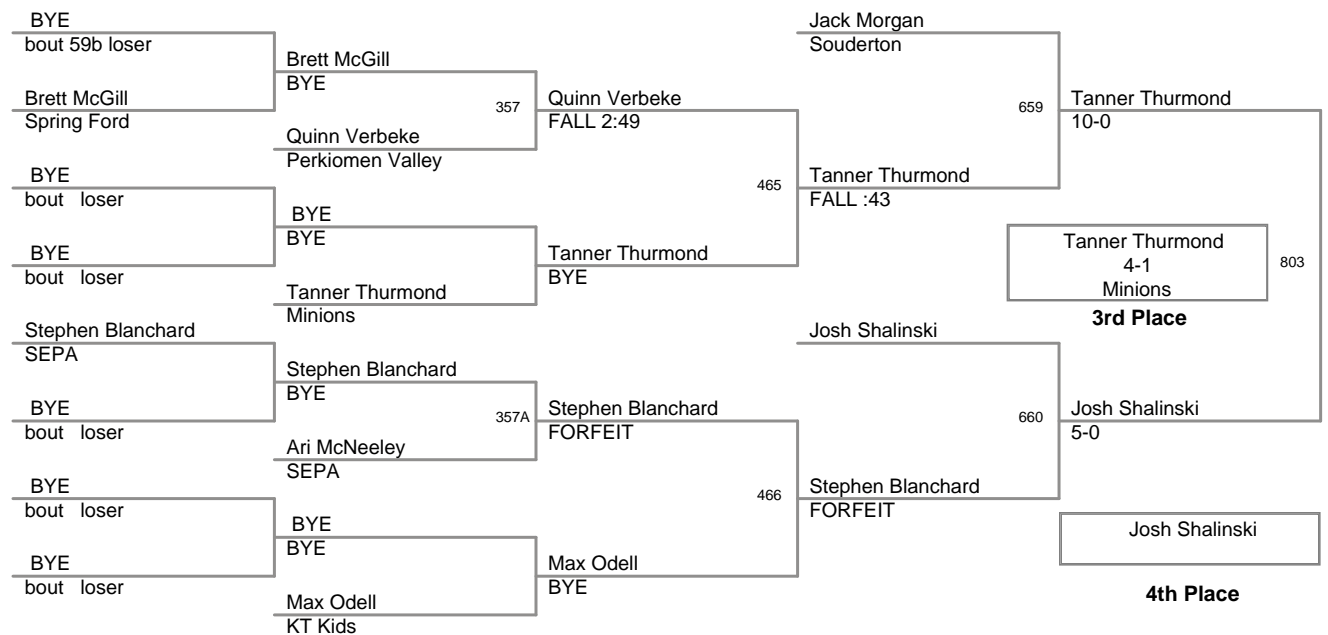 BYE
bout 59b loser
Brett McGill
Spring Ford
BYE
bout loser
BYE
bout loser
Stephen Blanchard
SEPA
BYE
bout loser
BYE
bout loser
BYE
bout loser
Brett McGill
BYE
357
Quinn Verbeke
Perkiomen Valley
BYE
BYE
Tanner Thurmond
Minions
Stephen Blanchard
BYE
357A
Ari McNeeley
SEPA
BYE
BYE
Max Odell
KT Kids
Quinn Verbeke
FALL 2:49
465
Tanner Thurmond
BYE
Stephen Blanchard
FORFEIT
466
Max Odell
BYE
Jack Morgan
Souderton
659
Tanner Thurmond
FALL :43
Josh Shalinski
660
Stephen Blanchard
FORFEIT
Tanner Thurmond
10-0
Tanner Thurmond
4-1
Minions
803
3rd Place
Josh Shalinski
5-0
Josh Shalinski
4th Place